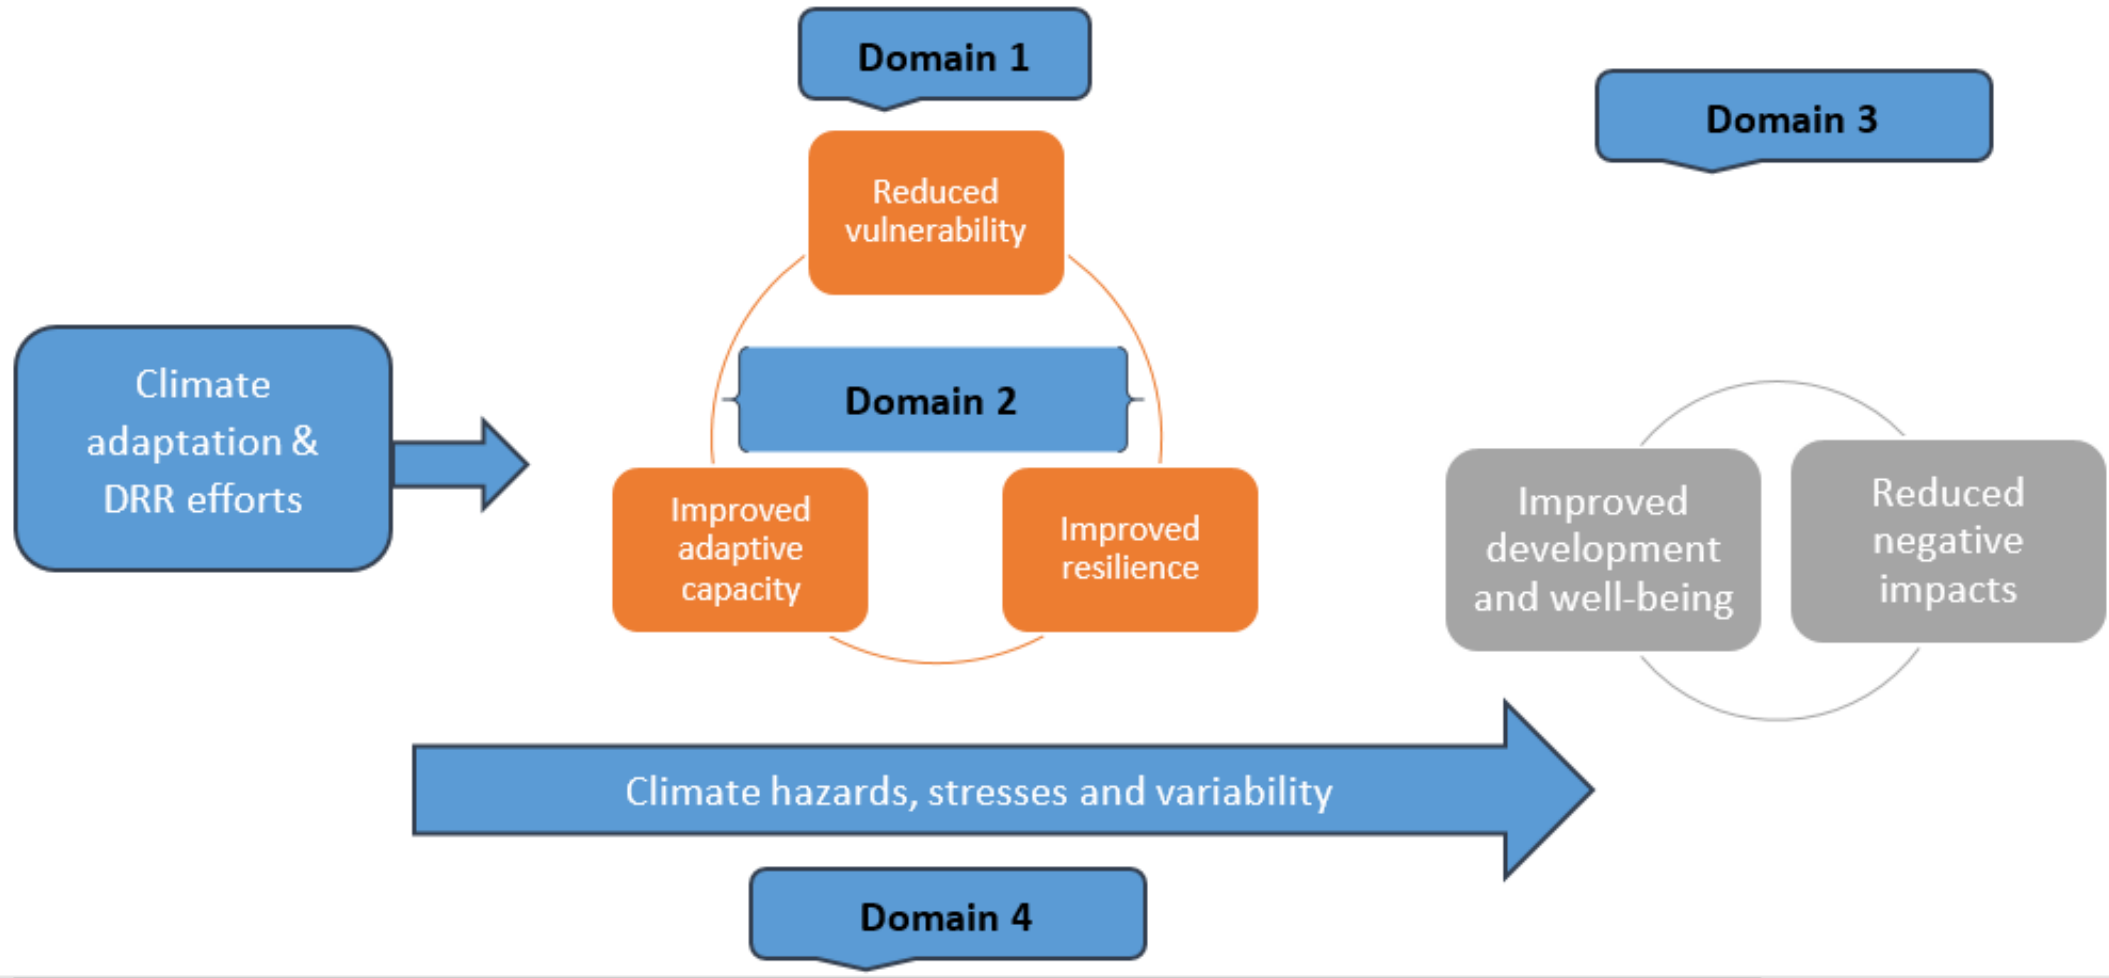 Domain 1
Domain 3
Reduced
vulnerability
Climate
adaptation &
DRR efforts
Domain 2
Improved
adaptive
capacity
Improved
resilience
Improved
development
and well-being
Reduced
negative
impacts
Climate hazards, stresses and variability
Domain 4